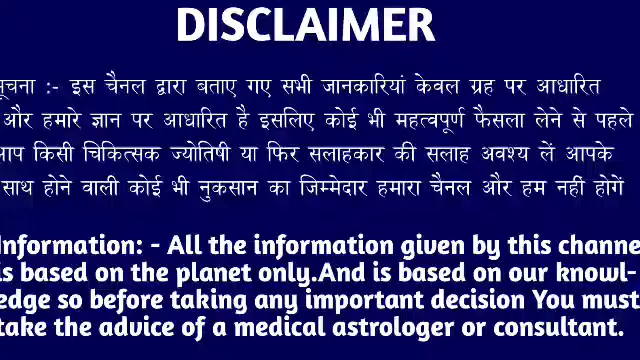 DISCLAIMER
सूचना :- इस चैनल द्वारा बताए गए सभी जानकारियां केवल ग्रह पर आधारित
और हमारे ज्ञान पर आधारित है इसलिए कोई भी महत्वपूर्ण फैसला लेने से पहले
आप किसी चिकित्सक ज्योतिषी या फिर सलाहकार की सलाह अवश्य लें आपके
साथ होने वाली कोई भी नुकसान का जिम्मेदार हमारा चैनल और हम नहीं होगें
Information: - All the information given by this channe
is based on the planet only.And is based on our knowl-
edge so before taking any important decision You must
take the advice of a medical astrologer or consultant.